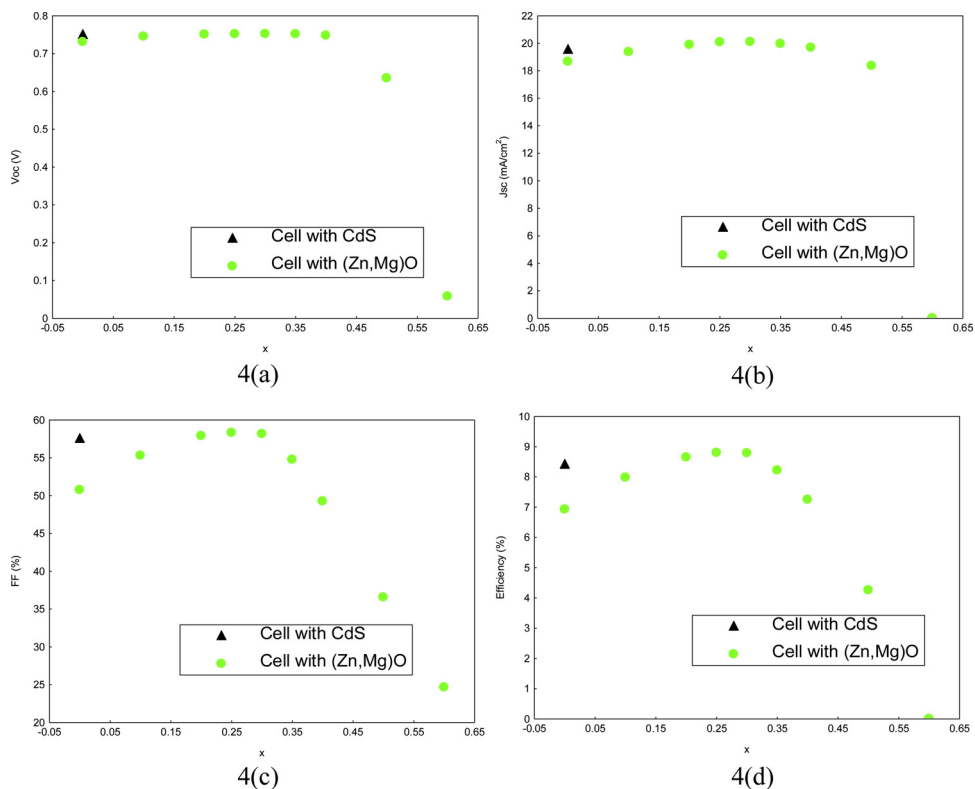 0.8
0.7
0.6
0.5
0.4
0.3
0.2
0.1
0
Voc (V)
Cell with CdS
Cell with (Zn,Mg)O
-0.05 0.05 0.15 0.25 0.35 0.45 0.55 0.65
x
4(a)
22
20
18
16
14
12
10
8
6
4
2
0
Jsc (mA/cm²)
Cell with CdS
Cell with (Zn,Mg)O
-0.05 0.05 0.15 0.25 0.35 0.45 0.55 0.65
x
4(b)
60
55
50
45
40
35
30
25
20
FF (%)
Cell with CdS
Cell with (Zn,Mg)O
-0.05 0.05 0.15 0.25 0.35 0.45 0.55 0.65
x
4(c)
10
9
8
7
6
5
4
3
2
1
0
Efficiency (%)
Cell with CdS
Cell with (Zn,Mg)O
-0.05 0.05 0.15 0.25 0.35 0.45 0.55 0.65
x
4(d)